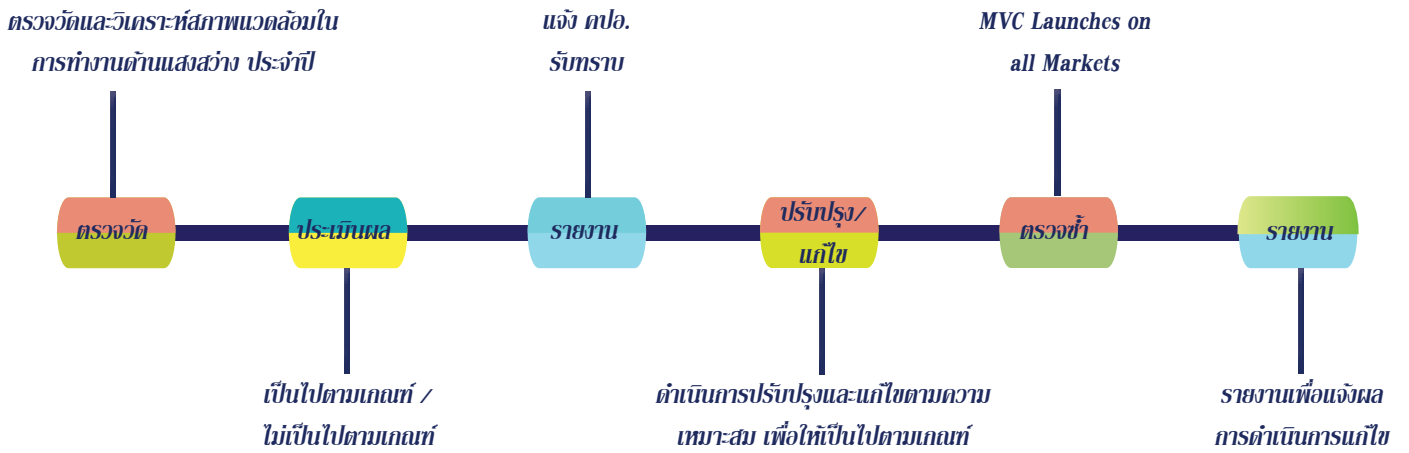 ตรวจวัดและวิเคราะห์สภาพแวดล้อมใน
การทำงานด้านแสงสว่าง ประจำปี
แจ้ง คปอ.
รับทราบ
MVC Launches on
all Markets
ตรวจวัด
ประเมินผล
รายงาน
ปรับปรุง/
แก้ไข
ตรวจซ้ำ
รายงาน
เป็นไปตามเกณฑ์ /
ไม่เป็นไปตามเกณฑ์
ดำเนินการปรับปรุงและแก้ไขตามความ
เหมาะสม เพื่อให้เป็นไปตามเกณฑ์
รายงานเพื่อแจ้งผล
การดำเนินการแก้ไข